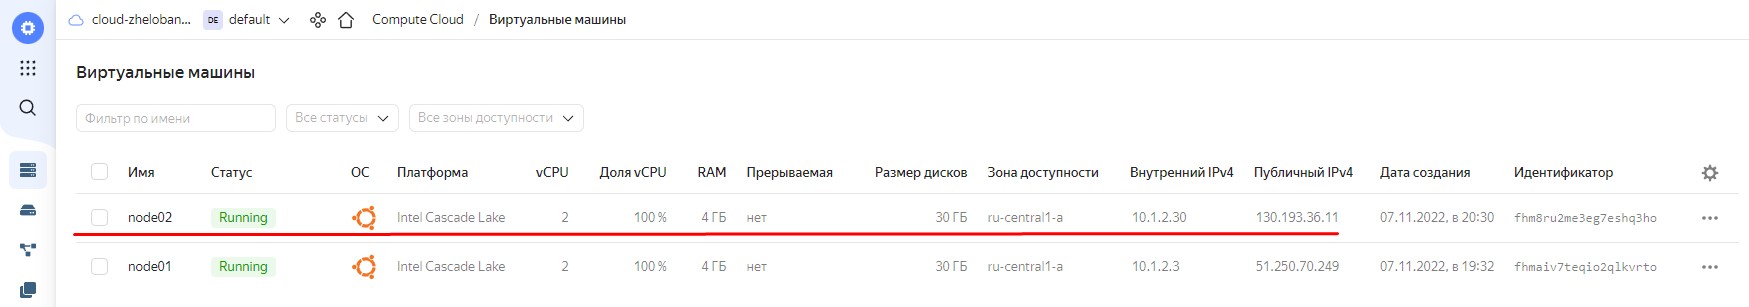 cloud-zheloban... DE default Compute Cloud / Виртуальные машины
Виртуальные машины
Фильтр по имени Все статусы Все зоны доступности
Имя Статус ОС Платформа vCPU Доля vCPU RAM Прерываемая Размер дисков Зона доступности Внутренний IPv4 Публичный IPv4 Дата создания Идентификатор
node02 Running Intel Cascade Lake 2 100 % 4 ГБ нет 30 ГБ ru-central1-a 10.1.2.30 130.193.36.11 07.11.2022, в 20:30 fhm8ru2me3eg7eshq3ho
node01 Running Intel Cascade Lake 2 100 % 4 ГБ нет 30 ГБ ru-central1-a 10.1.2.3 51.250.70.249 07.11.2022, в 19:32 fhmaiv7teqio2qlkvrto